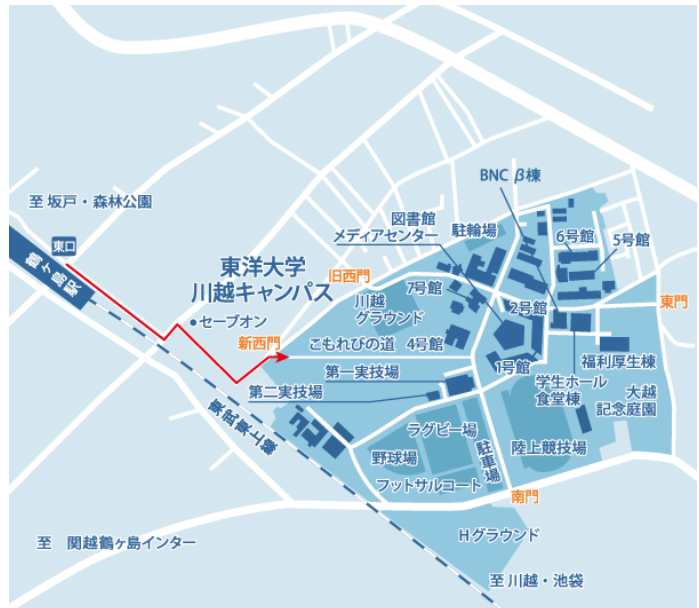 BNC β棟
至 坂戸・森林公園
図書館
メディアセンター
駐輪場
6号館
5号館
東口
鶴ヶ島駅
東洋大学
川越キャンパス
旧西門
7号館
川越
グラウンド
2号館
東門
セーブオン
新西門
こもれびの道
4号館
1号館
福利厚生棟
第一実技場
学生ホール
食堂棟
大越
記念庭園
第二実技場
東武東上線
ラグビー場
野球場
駐車場
陸上競技場
フットサルコート
南門
Hグラウンド
至 関越鶴ヶ島インター
至 川越・池袋